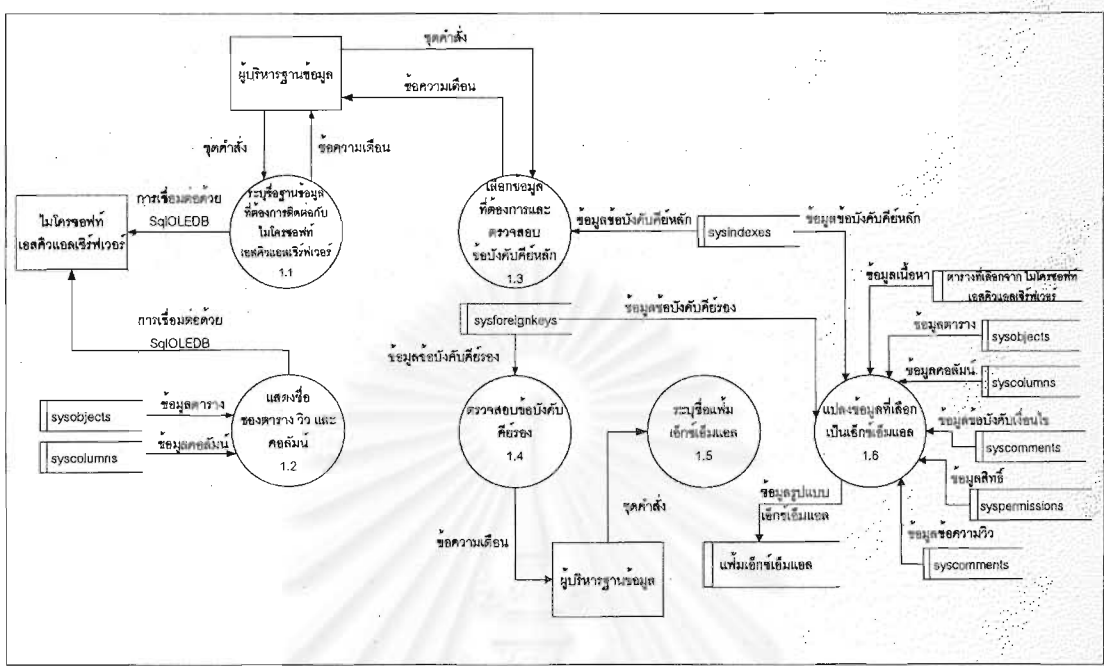 ชุดคำสั่ง
ผู้บริหารฐานข้อมูล
ข้อความเตือน
ชุดคำสั่ง
ข้อความเตือน
การเชื่อมต่อด้วย
SqlOLEDB
ไมโครซอฟท์
เอสคิวแอลเซิร์ฟเวอร์
ระบุชื่อฐานข้อมูล
ที่ต้องการติดต่อกับ
ไมโครซอฟท์
เอสคิวแอลเซิร์ฟเวอร์
1.1
เลือกข้อมูล
ที่ต้องการและ
ตรวจสอบ
ข้อบังคับคีย์หลัก
1.3
ข้อมูลข้อบังคับคีย์หลัก
sysindexes
ข้อมูลข้อบังคับคีย์หลัก
ข้อมูลเนื้อหา
ตารางที่เลือกจาก ไมโครซอฟท์
เอสคิวแอลเซิร์ฟเวอร์
sysforeignkeys
ข้อมูลข้อบังคับคีย์รอง
การเชื่อมต่อด้วย
SqlOLEDB
ข้อมูลตาราง
sysobjects
ข้อมูลข้อบังคับคีย์รอง
ข้อมูลคอลัมน์
syscolumns
sysobjects
ข้อมูลตาราง
syscolumns
ข้อมูลคอลัมน์
แสดงชื่อ
ของตาราง วิว และ
คอลัมน์
1.2
ตรวจสอบข้อบังคับ
คีย์รอง
1.4
ระบุชื่อแฟ้ม
เอ็กซ์เอ็มแอล
1.5
แปลงข้อมูลที่เลือก
เป็นเอ็กซ์เอ็มแอล
1.6
ข้อมูลข้อบังคับเงื่อนไข
syscomments
ข้อมูลสิทธิ์
syspermissions
ข้อมูลรูปแบบ
เอ็กซ์เอ็มแอล
ชุดคำสั่ง
ข้อมูลข้อความวิว
syscomments
ข้อความเตือน
ผู้บริหารฐานข้อมูล
แฟ้มเอ็กซ์เอ็มแอล